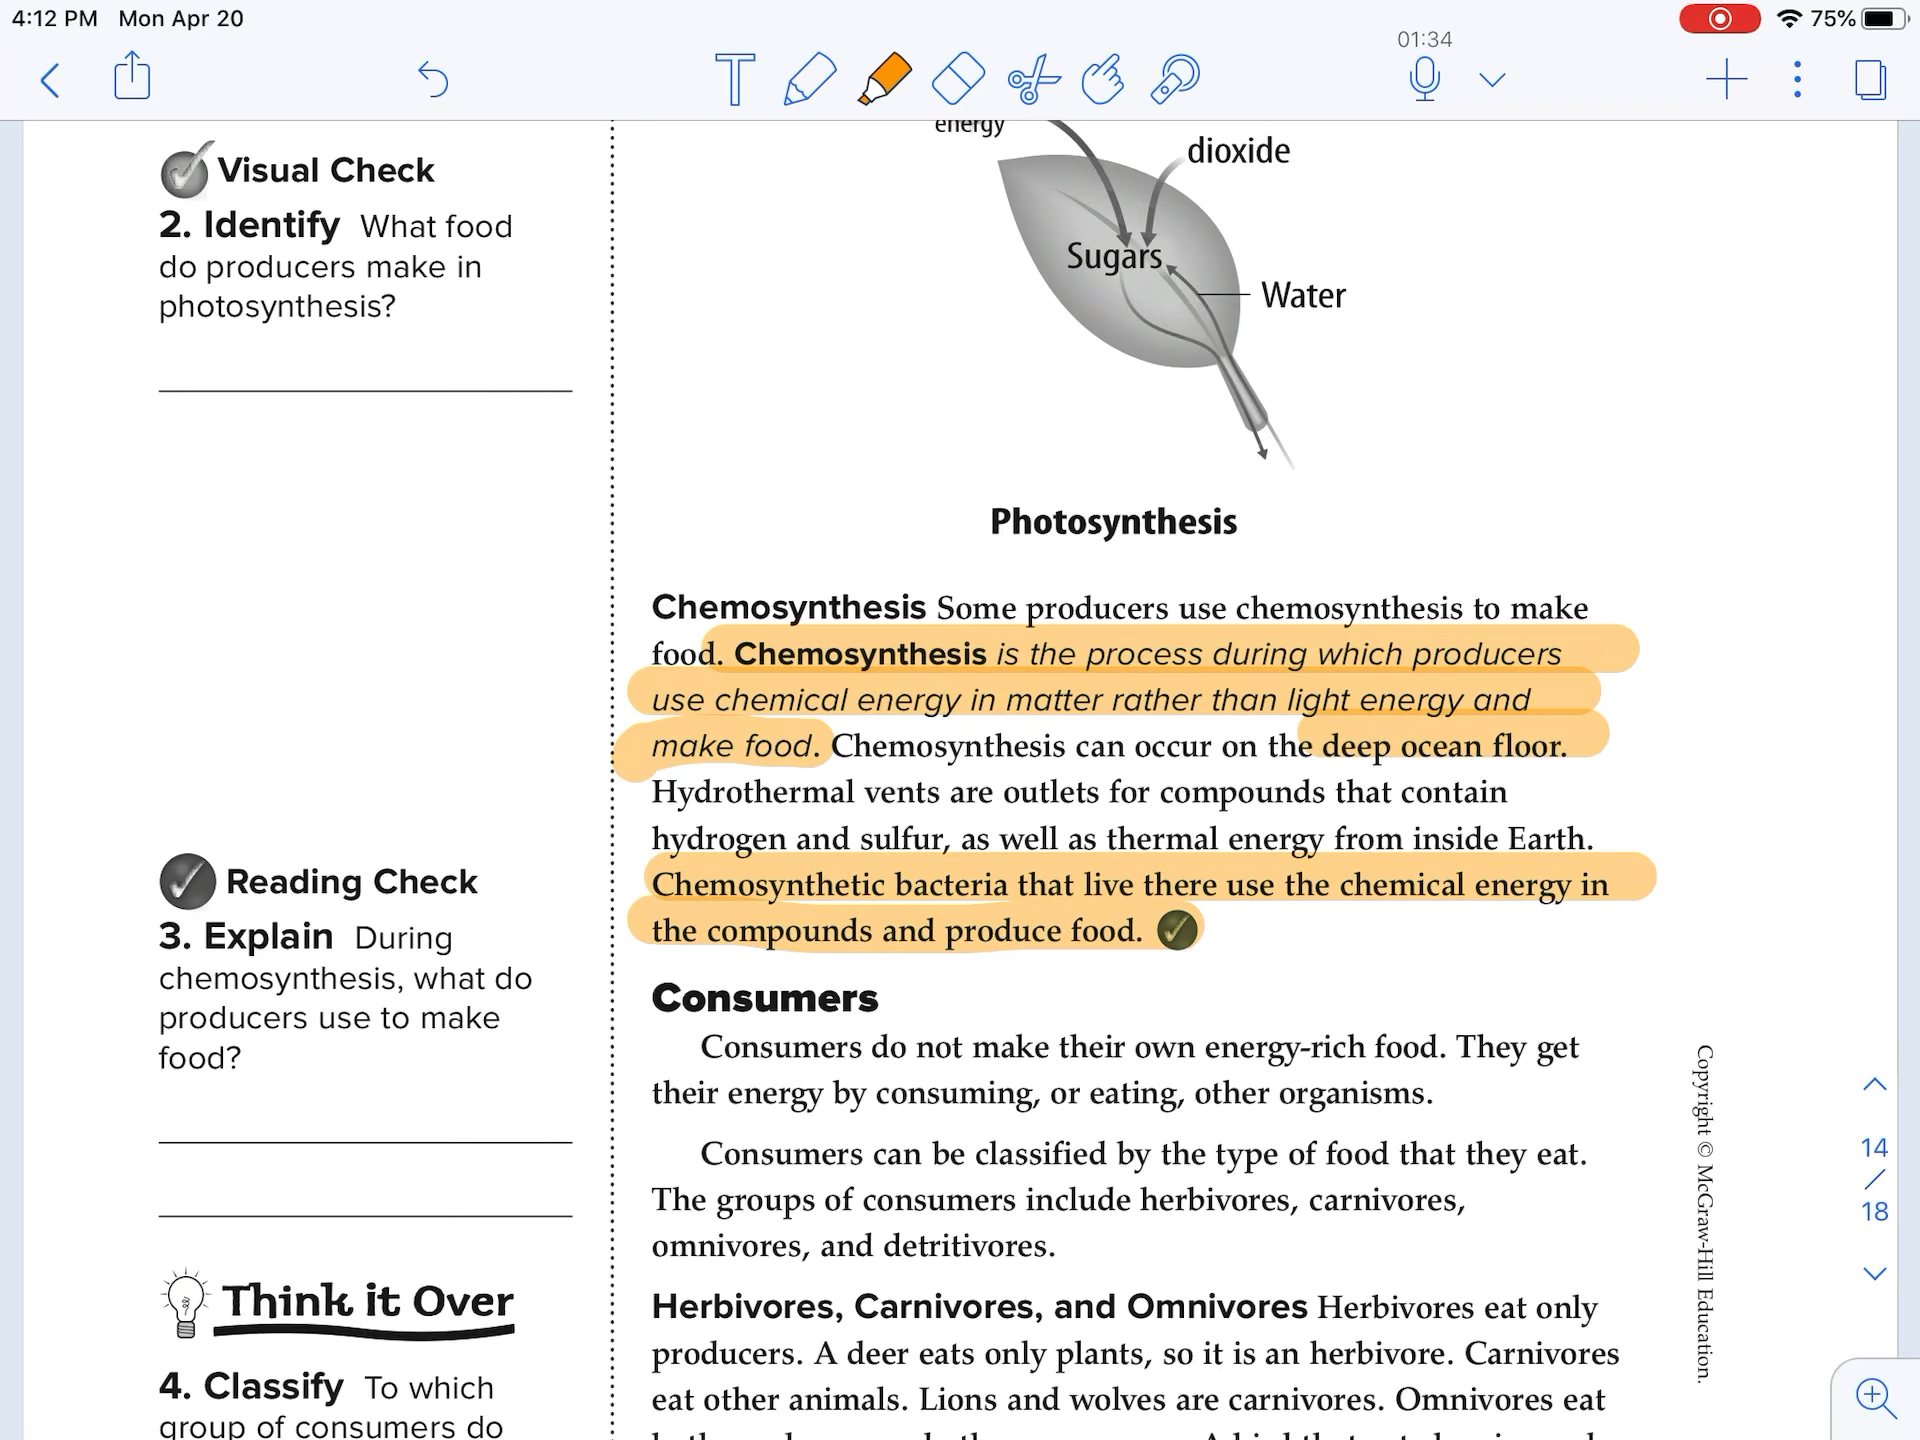 4:12 PM Mon Apr 20
75%
01:34
Visual Check
2. Identify What food
do producers make in
photosynthesis?
energy
dioxide
Sugars
Water
Photosynthesis
Chemosynthesis Some producers use chemosynthesis to make
food. Chemosynthesis is the process during which producers
use chemical energy in matter rather than light energy and
make food. Chemosynthesis can occur on the deep ocean floor.
Hydrothermal vents are outlets for compounds that contain
hydrogen and sulfur, as well as thermal energy from inside Earth.
Chemosynthetic bacteria that live there use the chemical energy in
the compounds and produce food.
Reading Check
3. Explain During
chemosynthesis, what do
producers use to make
food?
Consumers
Consumers do not make their own energy-rich food. They get
their energy by consuming, or eating, other organisms.
Consumers can be classified by the type of food that they eat.
The groups of consumers include herbivores, carnivores,
omnivores, and detritivores.
Think it Over
4. Classify To which
group of consumers do
Herbivores, Carnivores, and Omnivores Herbivores eat only
producers. A deer eats only plants, so it is an herbivore. Carnivores
eat other animals. Lions and wolves are carnivores. Omnivores eat
Copyright © McGraw-Hill Education.
14
/
18